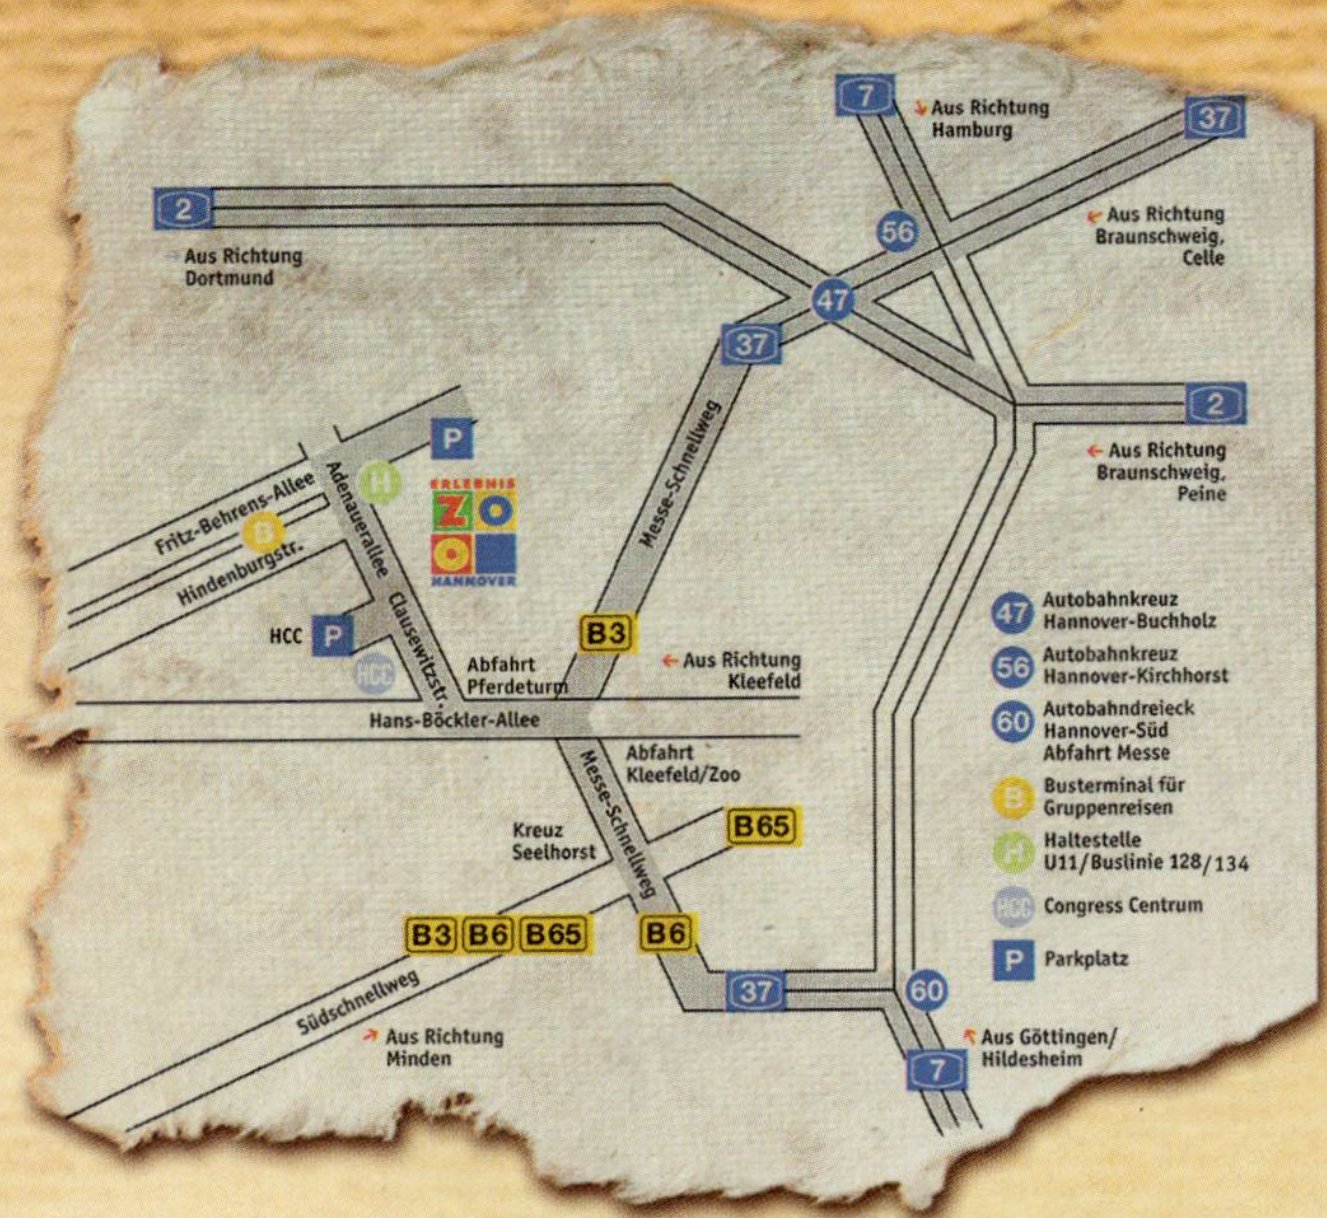 7
Aus Richtung
Hamburg
37
2
Aus Richtung
Dortmund
56
Aus Richtung
Braunschweig,
Celle
47
37
2
Aus Richtung
Braunschweig,
Peine
Messe-Schnellweg
P
H
Adenauerallee
Fritz-Behrens-Allee
B
Hindenburgstr.
ERLEBNIS
ZOO
HANNOVER
Clausewitzstr.
HCC
P
HCC
B3
Abfahrt
Pferdeturm
Aus Richtung
Kleefeld
Hans-Böckler-Allee
Abfahrt
Kleefeld/Zoo
Messe-Schnellweg
Kreuz
Seelhorst
B65
B3 B6 B65
B6
Südschnellweg
Aus Richtung
Minden
37
60
Aus Göttingen/
Hildesheim
7
47 Autobahnkreuz
Hannover-Buchholz
56 Autobahnkreuz
Hannover-Kirchhorst
60 Autobahndreieck
Hannover-Süd
Abfahrt Messe
B Busterminal für
Gruppenreisen
H Haltestelle
U11/Buslinie 128/134
HCC Congress Centrum
P Parkplatz